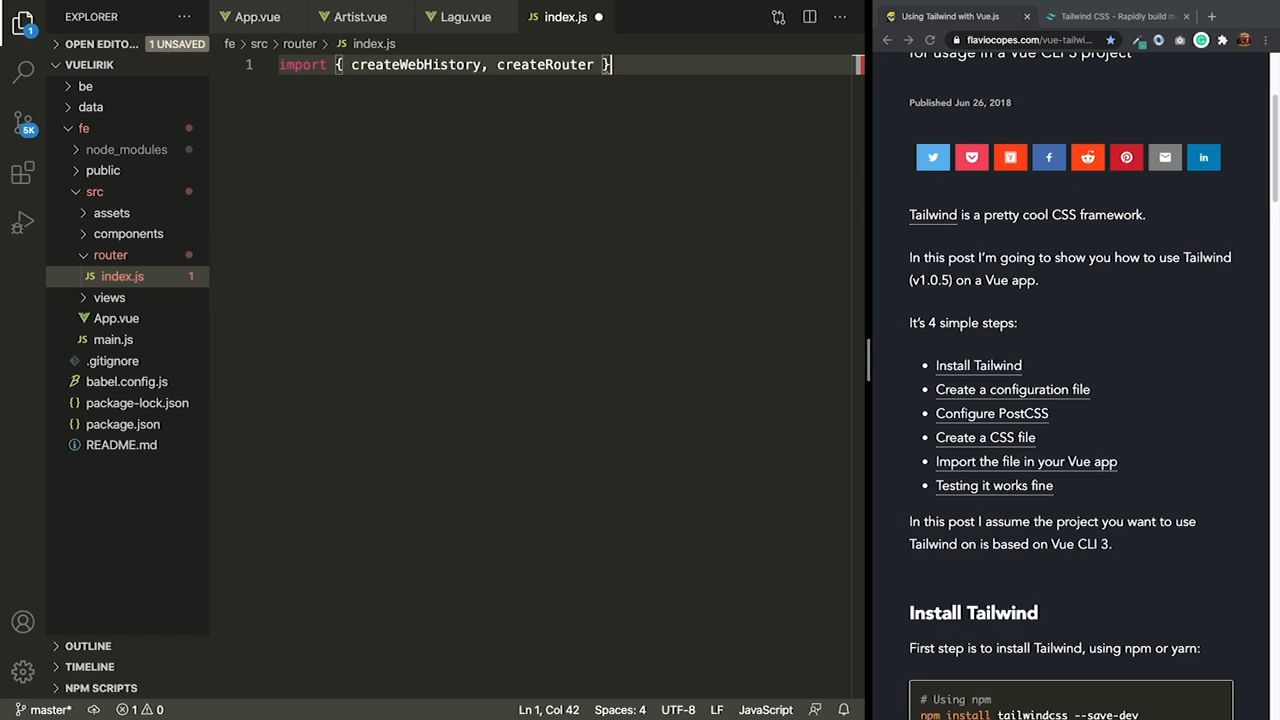 EXPLORER
OPEN EDITO...
1 UNSAVED
VUELIRIK
be
data
fe
node_modules
public
src
assets
components
router
JS index.js 1
views
App.vue
JS main.js
.gitignore
babel.config.js
package-lock.json
package.json
README.md
OUTLINE
TIMELINE
NPM SCRIPTS
1
5K
App.vue
Artist.vue
Lagu.vue
JS index.js
fe > src > router > JS index.js
1 import { createWebHistory, createRouter }
master*
1 0
Ln 1, Col 42
Spaces: 4
UTF-8
LF
JavaScript
Using Tailwind with Vue.js
Tailwind CSS - Rapidly build m
flaviocopes.com/vue-tailwi...
for usage in a Vue CLI 3 project
Published Jun 26, 2018
Tailwind is a pretty cool CSS framework.
In this post I’m going to show you how to use Tailwind
(v1.0.5) on a Vue app.
It’s 4 simple steps:
• Install Tailwind
• Create a configuration file
• Configure PostCSS
• Create a CSS file
• Import the file in your Vue app
• Testing it works fine
In this post I assume the project you want to use
Tailwind on is based on Vue CLI 3.
Install Tailwind
First step is to install Tailwind, using npm or yarn:
# Using npm
npm install tailwindcss --save-dev